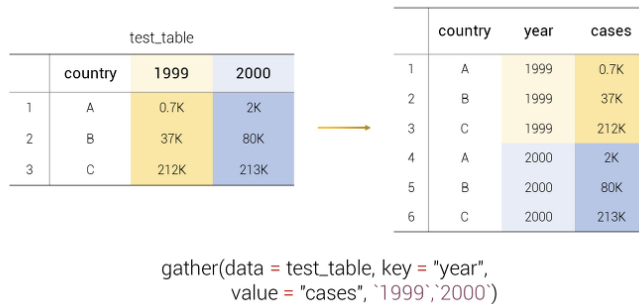 test_table
country 1999 2000
1 A 0.7K 2K
2 B 37K 80K
3 C 212K 213K
country year cases
1 A 1999 0.7K
2 B 1999 37K
3 C 1999 212K
4 A 2000 2K
5 B 2000 80K
6 C 2000 213K
gather(data = test_table, key = "year",
value = "cases", `1999`,`2000`)